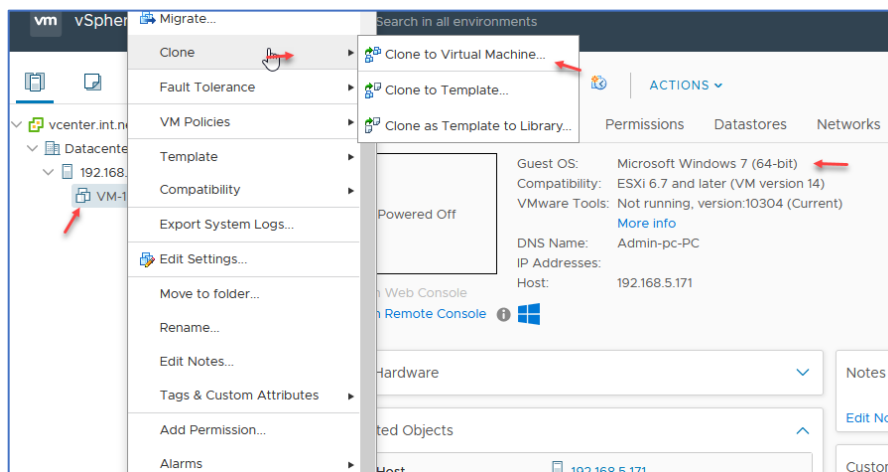 vm vSpher
Search in all environments
Migrate...
Clone
Clone to Virtual Machine...
Clone to Template...
Clone as Template to Library...
Fault Tolerance
VM Policies
Template
Compatibility
Export System Logs...
Edit Settings...
Move to folder...
Rename...
Edit Notes...
Tags & Custom Attributes
Add Permission...
Alarms
vcenter.int.n
Datacente
192.168.
VM-1
ACTIONS
Permissions Datastores Networks
Powered Off
Guest OS: Microsoft Windows 7 (64-bit)
Compatibility: ESXi 6.7 and later (VM version 14)
VMware Tools: Not running, version:10304 (Current)
More info
DNS Name: Admin-pc-PC
IP Addresses:
Host: 192.168.5.171
Web Console
Remote Console
Hardware
ted Objects
Host 192.168.5.171
Notes
Edit No
Custor